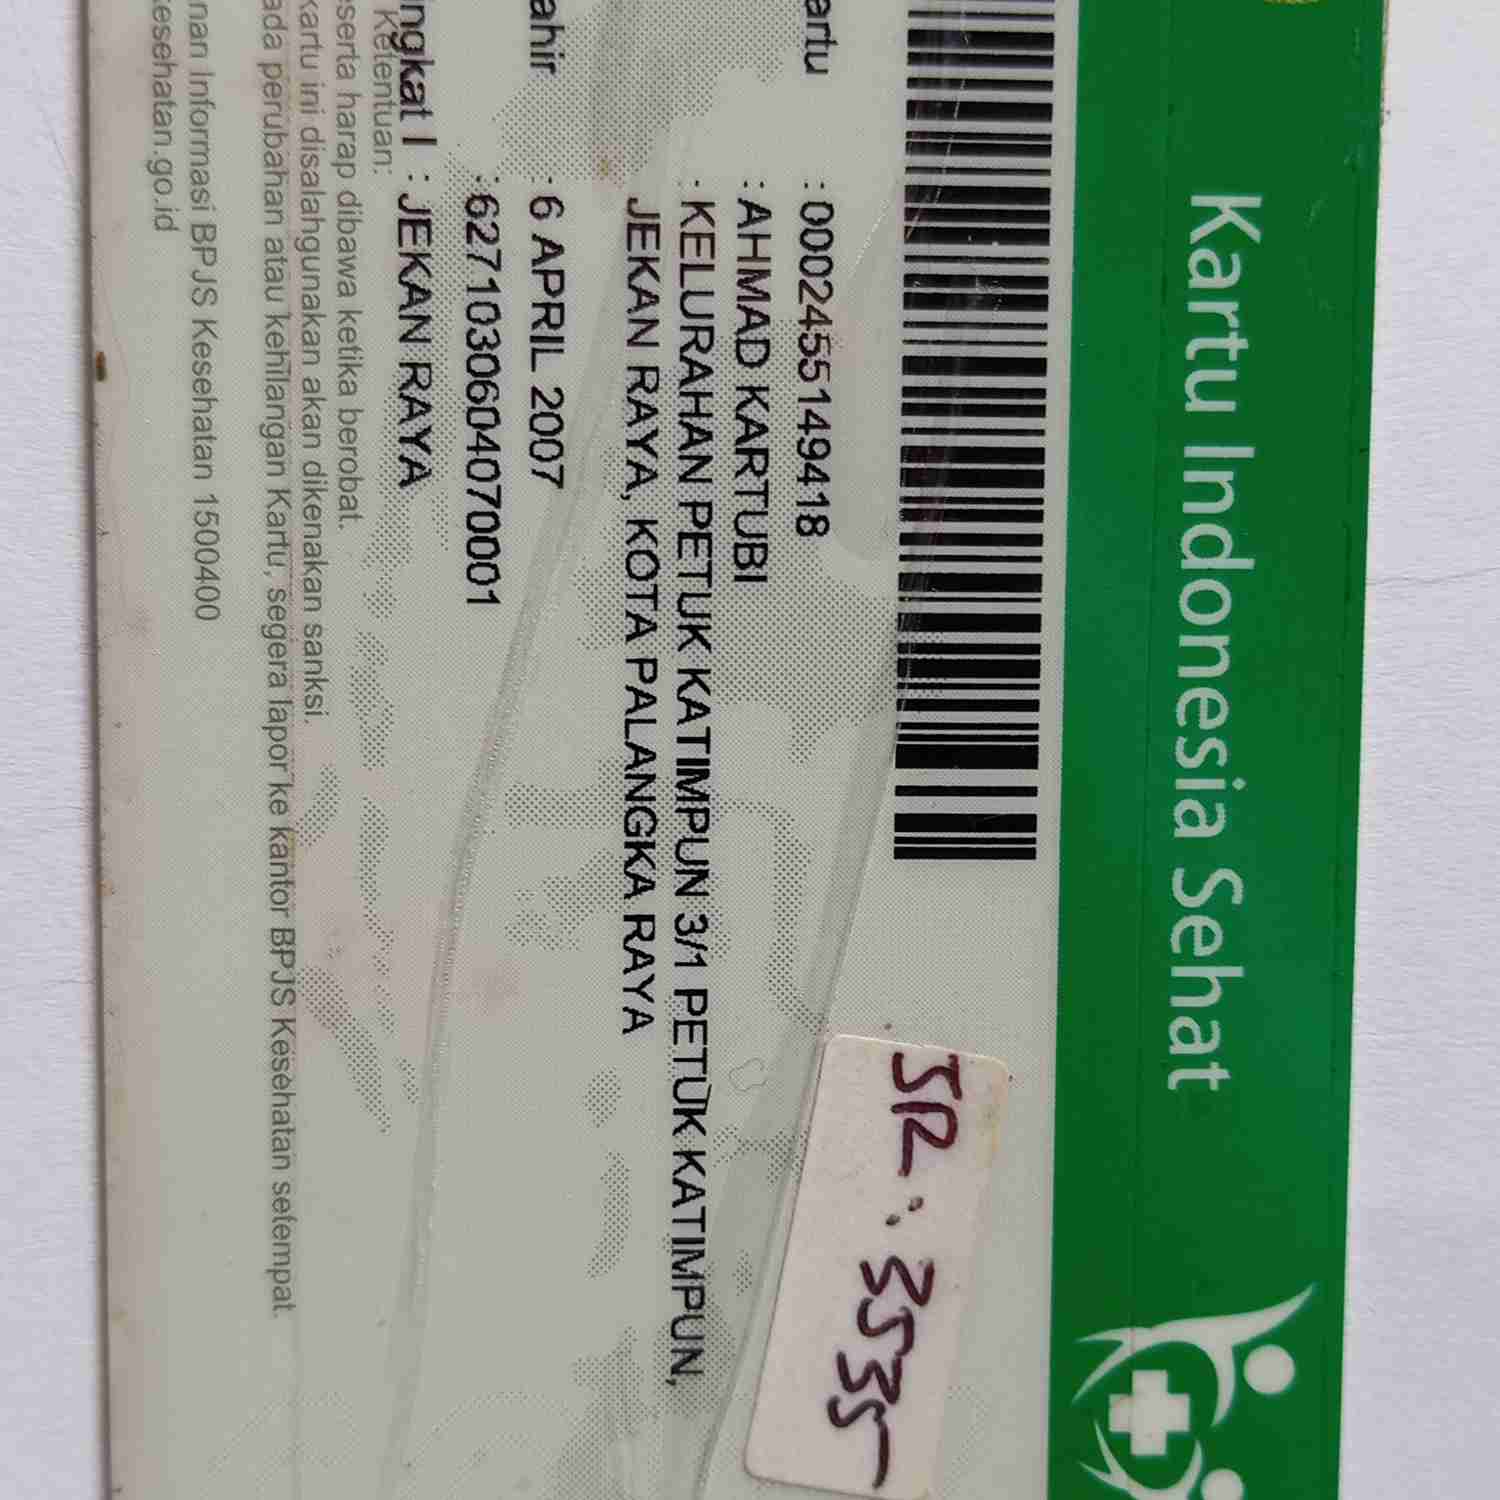 Kartu Indonesia Sehat
artu : 0002455149418
: AHMAD KARTUBI
: KELURAHAN PETUK KATIMPUN 3/1 PETUK KATIMPUN,
JEKAN RAYA, KOTA PALANGKA RAYA
ahir : 6 APRIL 2007
: 6271030604070001
ingkat I : JEKAN RAYA
Ketentuan:
eserta harap dibawa ketika berobat.
kartu ini disalahgunakan akan dikenakan sanksi.
ada perubahan atau kehilangan Kartu, segera lapor ke kantor BPJS Kesehatan setempat.
nan Informasi BPJS Kesehatan 1500400
kesehatan.go.id
SR : 3535